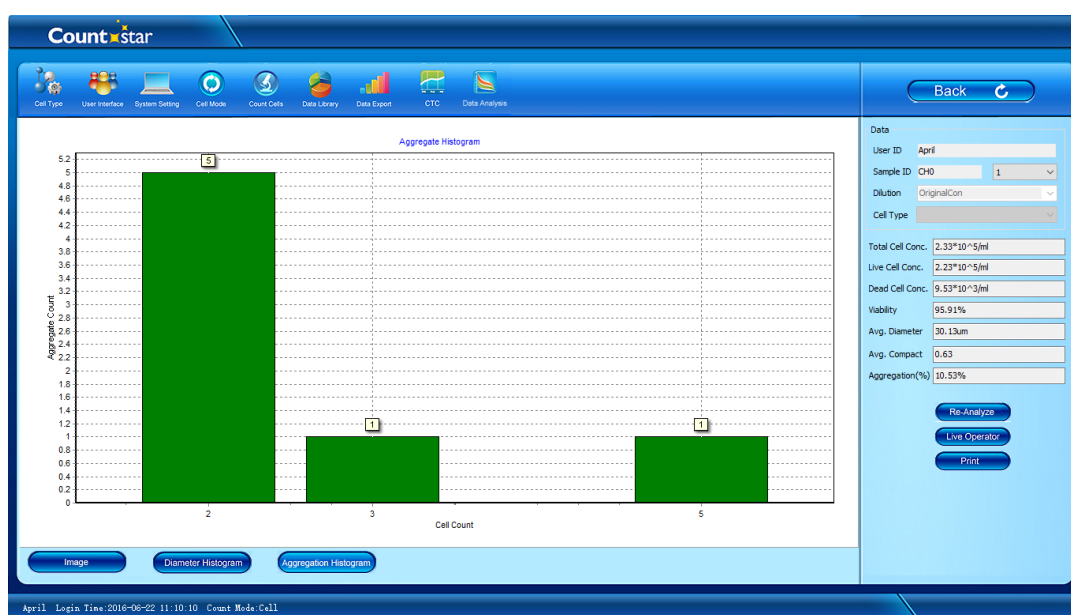 Countstar
Cell Type User Interface System Setting Cell Mode Count Cells Data Library Data Export CTC Data Analysis
Back
Aggregate Histogram
Aggregate Count
5.2
5
4.8
4.6
4.4
4.2
4
3.8
3.6
3.4
3.2
3
2.8
2.6
2.4
2.2
2
1.8
1.6
1.4
1.2
1
0.8
0.6
0.4
0.2
0
5
1
1
2 3 5
Cell Count
Image Diameter Histogram Aggregation Histogram
Data
User ID April
Sample ID CH0 1
Dilution OriginalCon
Cell Type
Total Cell Conc. 2.33*10^5/ml
Live Cell Conc. 2.23*10^5/ml
Dead Cell Conc. 9.53*10^3/ml
Viability 95.91%
Avg. Diameter 30.13um
Avg. Compact 0.63
Aggregation(%) 10.53%
Re-Analyze
Live Operator
Print
April Login Time:2016-06-22 11:10:10 Count Mode:Cell